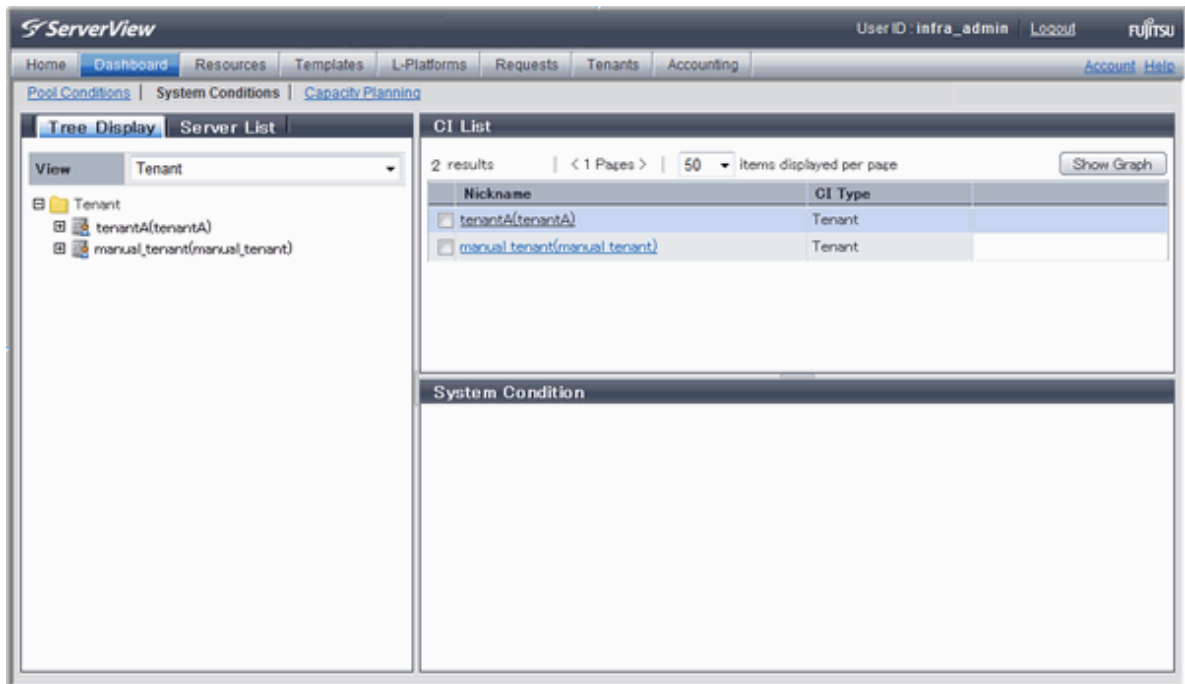 ServerView User ID : infra_admin Logout FUJITSU
Home Dashboard Resources Templates L-Platforms Requests Tenants Accounting Account Help
Pool Conditions | System Conditions | Capacity Planning
Tree Display Server List
View Tenant
Tenant
tenantA(tenantA)
manual_tenant(manual_tenant)
CI List
2 results | < 1 Pages > | 50 items displayed per page Show Graph
Nickname CI Type
tenantA(tenantA) Tenant
manual_tenant(manual_tenant) Tenant
System Condition